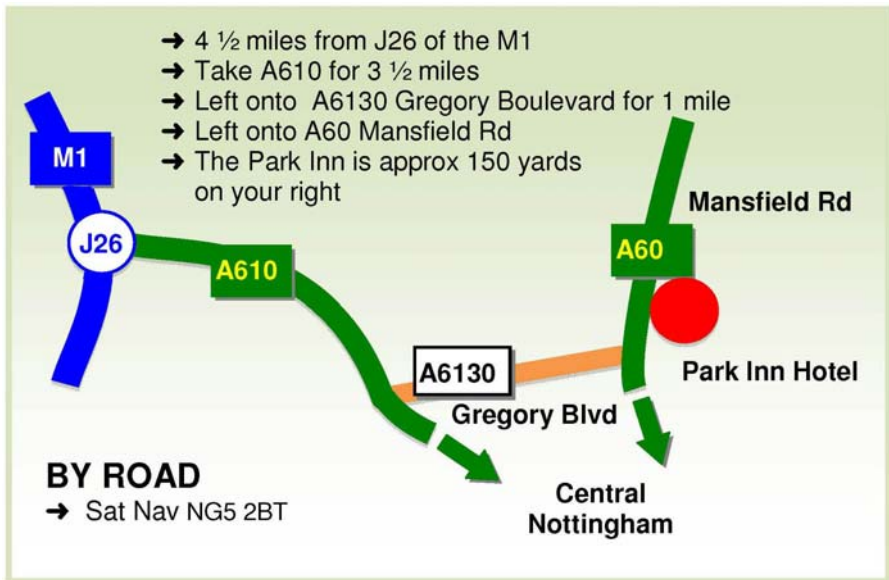 ➔ 4 ½ miles from J26 of the M1
➔ Take A610 for 3 ½ miles
➔ Left onto A6130 Gregory Boulevard for 1 mile
➔ Left onto A60 Mansfield Rd
➔ The Park Inn is approx 150 yards
on your right
M1
J26
A610
Mansfield Rd
A60
A6130
Park Inn Hotel
Gregory Blvd
BY ROAD
➔ Sat Nav NG5 2BT
Central
Nottingham